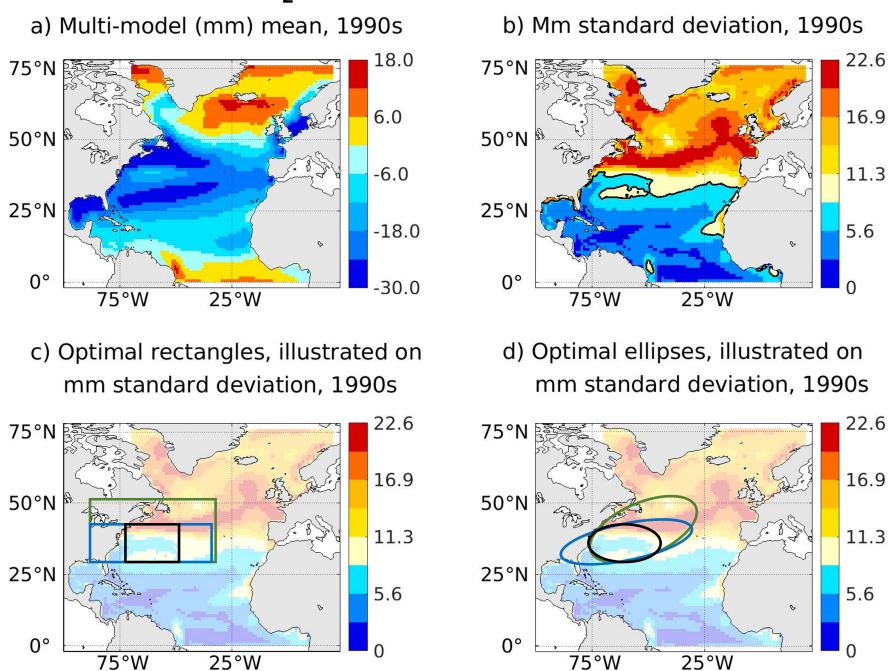 a) Multi-model (mm) mean, 1990s
75°N
50°N
25°N
0°
75°W
25°W
18.0
6.0
-6.0
-18.0
-30.0
b) Mm standard deviation, 1990s
75°N
50°N
25°N
0°
75°W
25°W
22.6
16.9
11.3
5.6
0
c) Optimal rectangles, illustrated on
mm standard deviation, 1990s
75°N
50°N
25°N
0°
75°W
25°W
22.6
16.9
11.3
5.6
0
d) Optimal ellipses, illustrated on
mm standard deviation, 1990s
75°N
50°N
25°N
0°
75°W
25°W
22.6
16.9
11.3
5.6
0